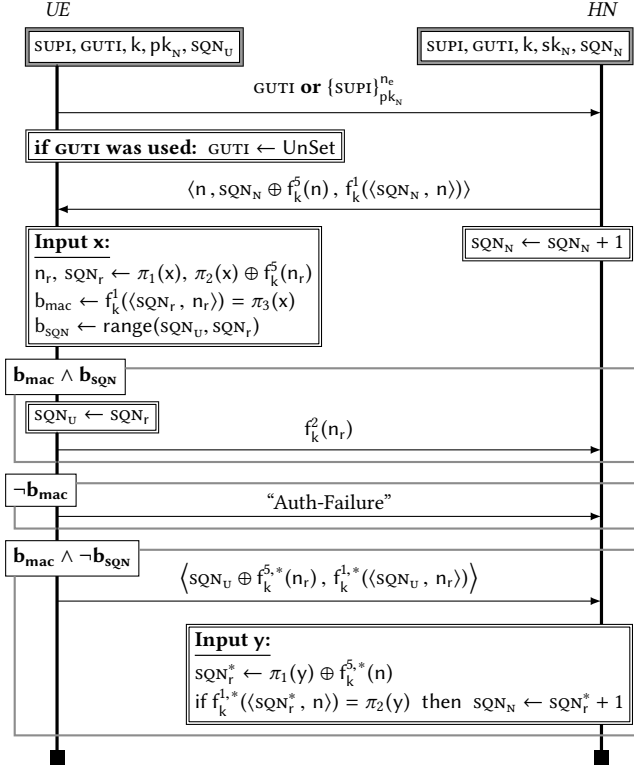 UE HN
SUPI, GUTI, k, pk_N, SQN_U SUPI, GUTI, k, sk_N, SQN_N
GUTI or {SUPI}^{n_e}_{pk_N}
if GUTI was used: GUTI ← UnSet
⟨n , SQN_N ⊕ f^5_k(n) , f^1_k(⟨SQN_N , n⟩)⟩
Input x: SQN_N ← SQN_N + 1
n_r, SQN_r ← π_1(x), π_2(x) ⊕ f^5_k(n_r)
b_mac ← f^1_k(⟨SQN_r , n_r⟩) = π_3(x)
b_SQN ← range(SQN_U, SQN_r)
b_mac ∧ b_SQN
SQN_U ← SQN_r
f^2_k(n_r)
¬b_mac
“Auth-Failure”
b_mac ∧ ¬b_SQN
⟨SQN_U ⊕ f^{5,*}_k(n_r) , f^{1,*}_k(⟨SQN_U , n_r⟩)⟩
Input y:
SQN^*_r ← π_1(y) ⊕ f^{5,*}_k(n)
if f^{1,*}_k(⟨SQN^*_r , n⟩) = π_2(y) then SQN_N ← SQN^*_r + 1